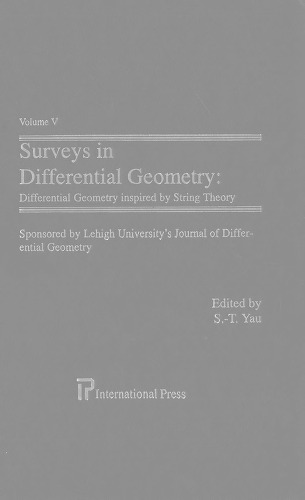 Volume V
Surveys in
Differential Geometry:
Differential Geometry inspired by String Theory
Sponsored by Lehigh University's Journal of Differ-
ential Geometry
Edited by
S.-T. Yau
IP International Press